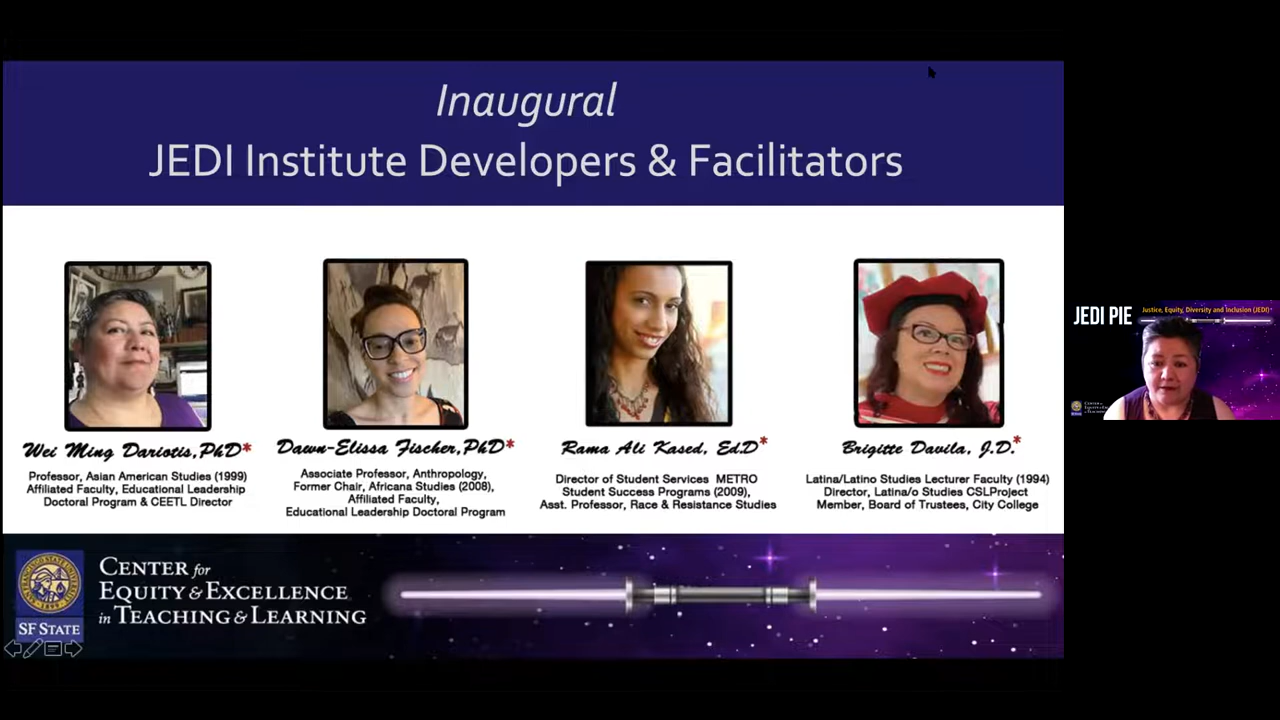 Inaugural
JEDI Institute Developers & Facilitators
Wei Ming Dariotis, PhD*
Professor, Asian American Studies (1999)
Affiliated Faculty, Educational Leadership
Doctoral Program & CEETL Director
Dawn-Elissa Fischer, PhD*
Associate Professor, Anthropology,
Former Chair, Africana Studies (2008),
Affiliated Faculty,
Educational Leadership Doctoral Program
Rama Ali Kased, Ed.D*
Director of Student Services METRO
Student Success Programs (2009),
Asst. Professor, Race & Resistance Studies
Brigitte Davila, J.D.*
Latina/Latino Studies Lecturer Faculty (1994)
Director, Latina/o Studies CSLProject
Member, Board of Trustees, City College
SF STATE
CENTER for
EQUITY & EXCELLENCE
in TEACHING & LEARNING
JEDI PIE
Justice, Equity, Diversity and Inclusion (JEDI)